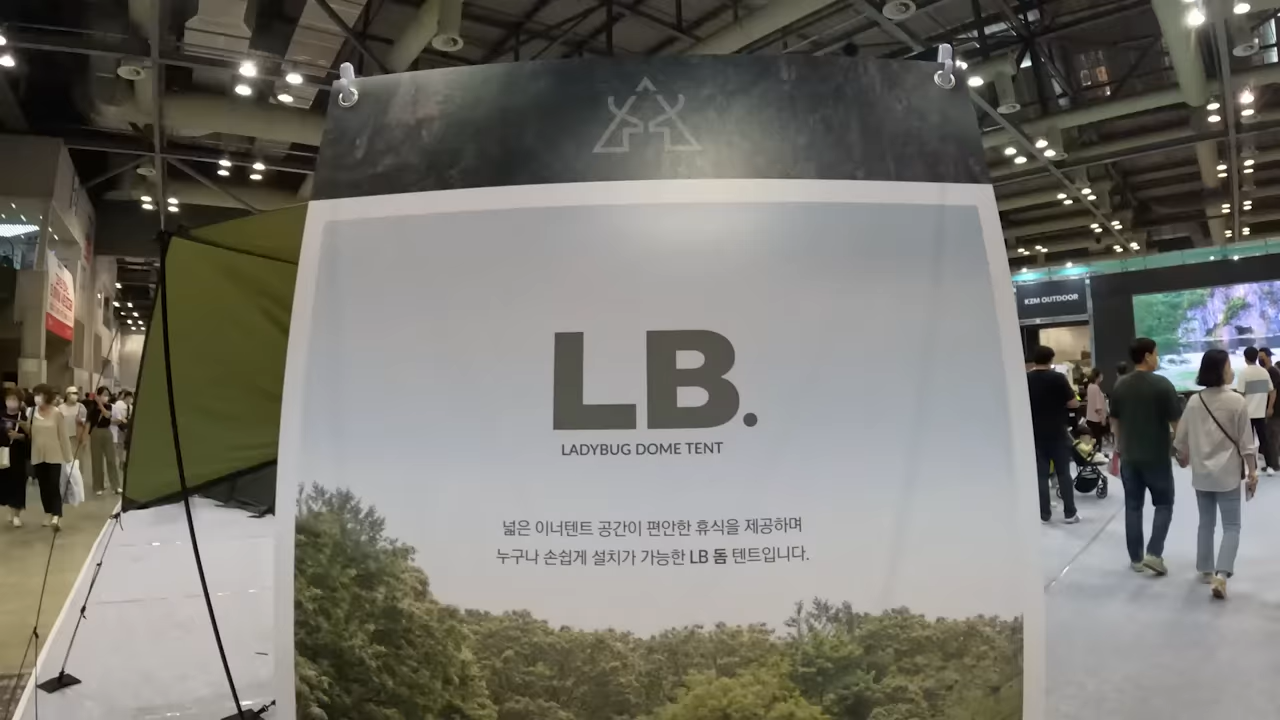 LB.
LADYBUG DOME TENT
넓은 이너텐트 공간이 편안한 휴식을 제공하며
누구나 손쉽게 설치가 가능한 LB 돔 텐트입니다.
KZM OUTDOOR